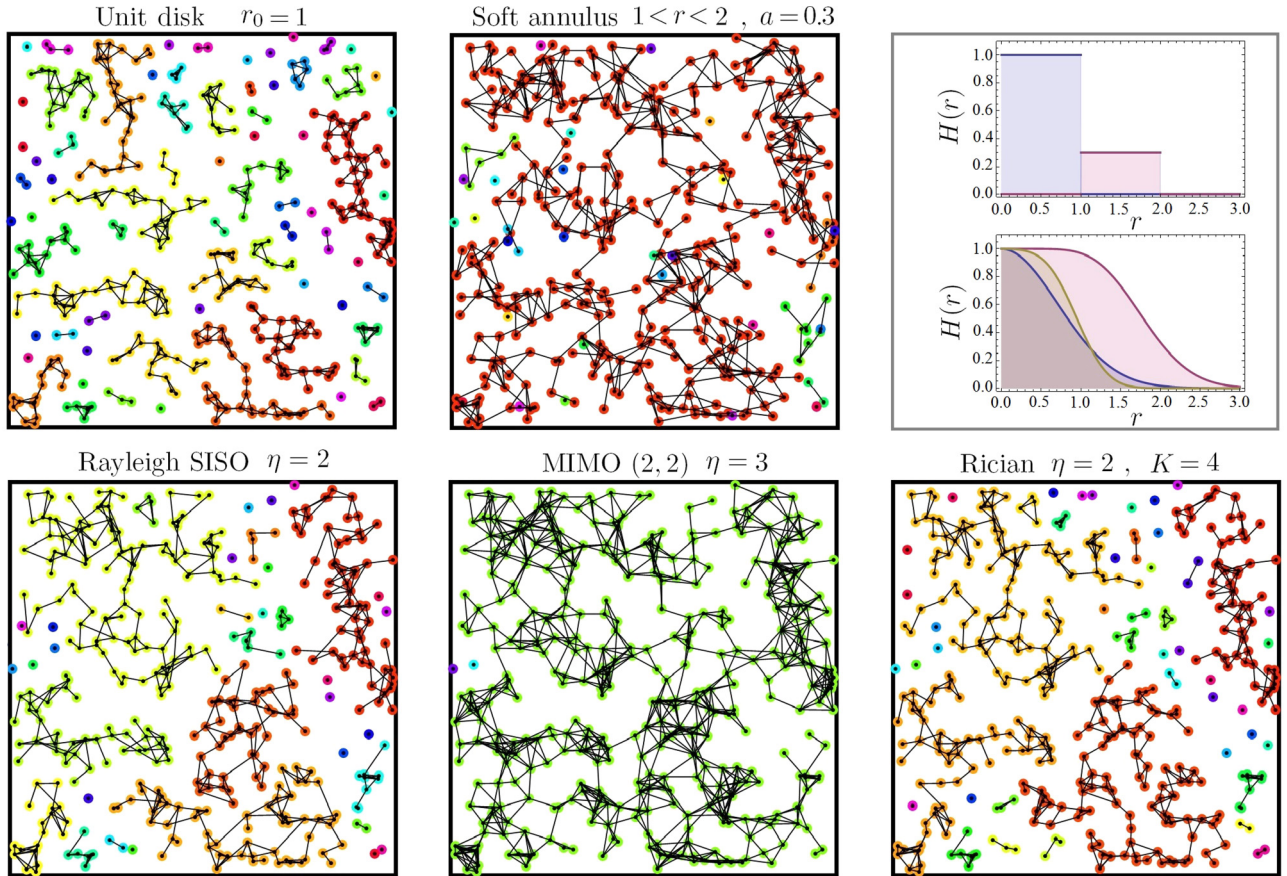 Unit disk r₀ = 1
Soft annulus 1 < r < 2 , a = 0.3
H(r)
1.0
0.8
0.6
0.4
0.2
0.0
0.0 0.5 1.0 1.5 2.0 2.5 3.0
r
H(r)
1.0
0.8
0.6
0.4
0.2
0.0
0.0 0.5 1.0 1.5 2.0 2.5 3.0
r
Rayleigh SISO η = 2
MIMO (2, 2) η = 3
Rician η = 2 , K = 4